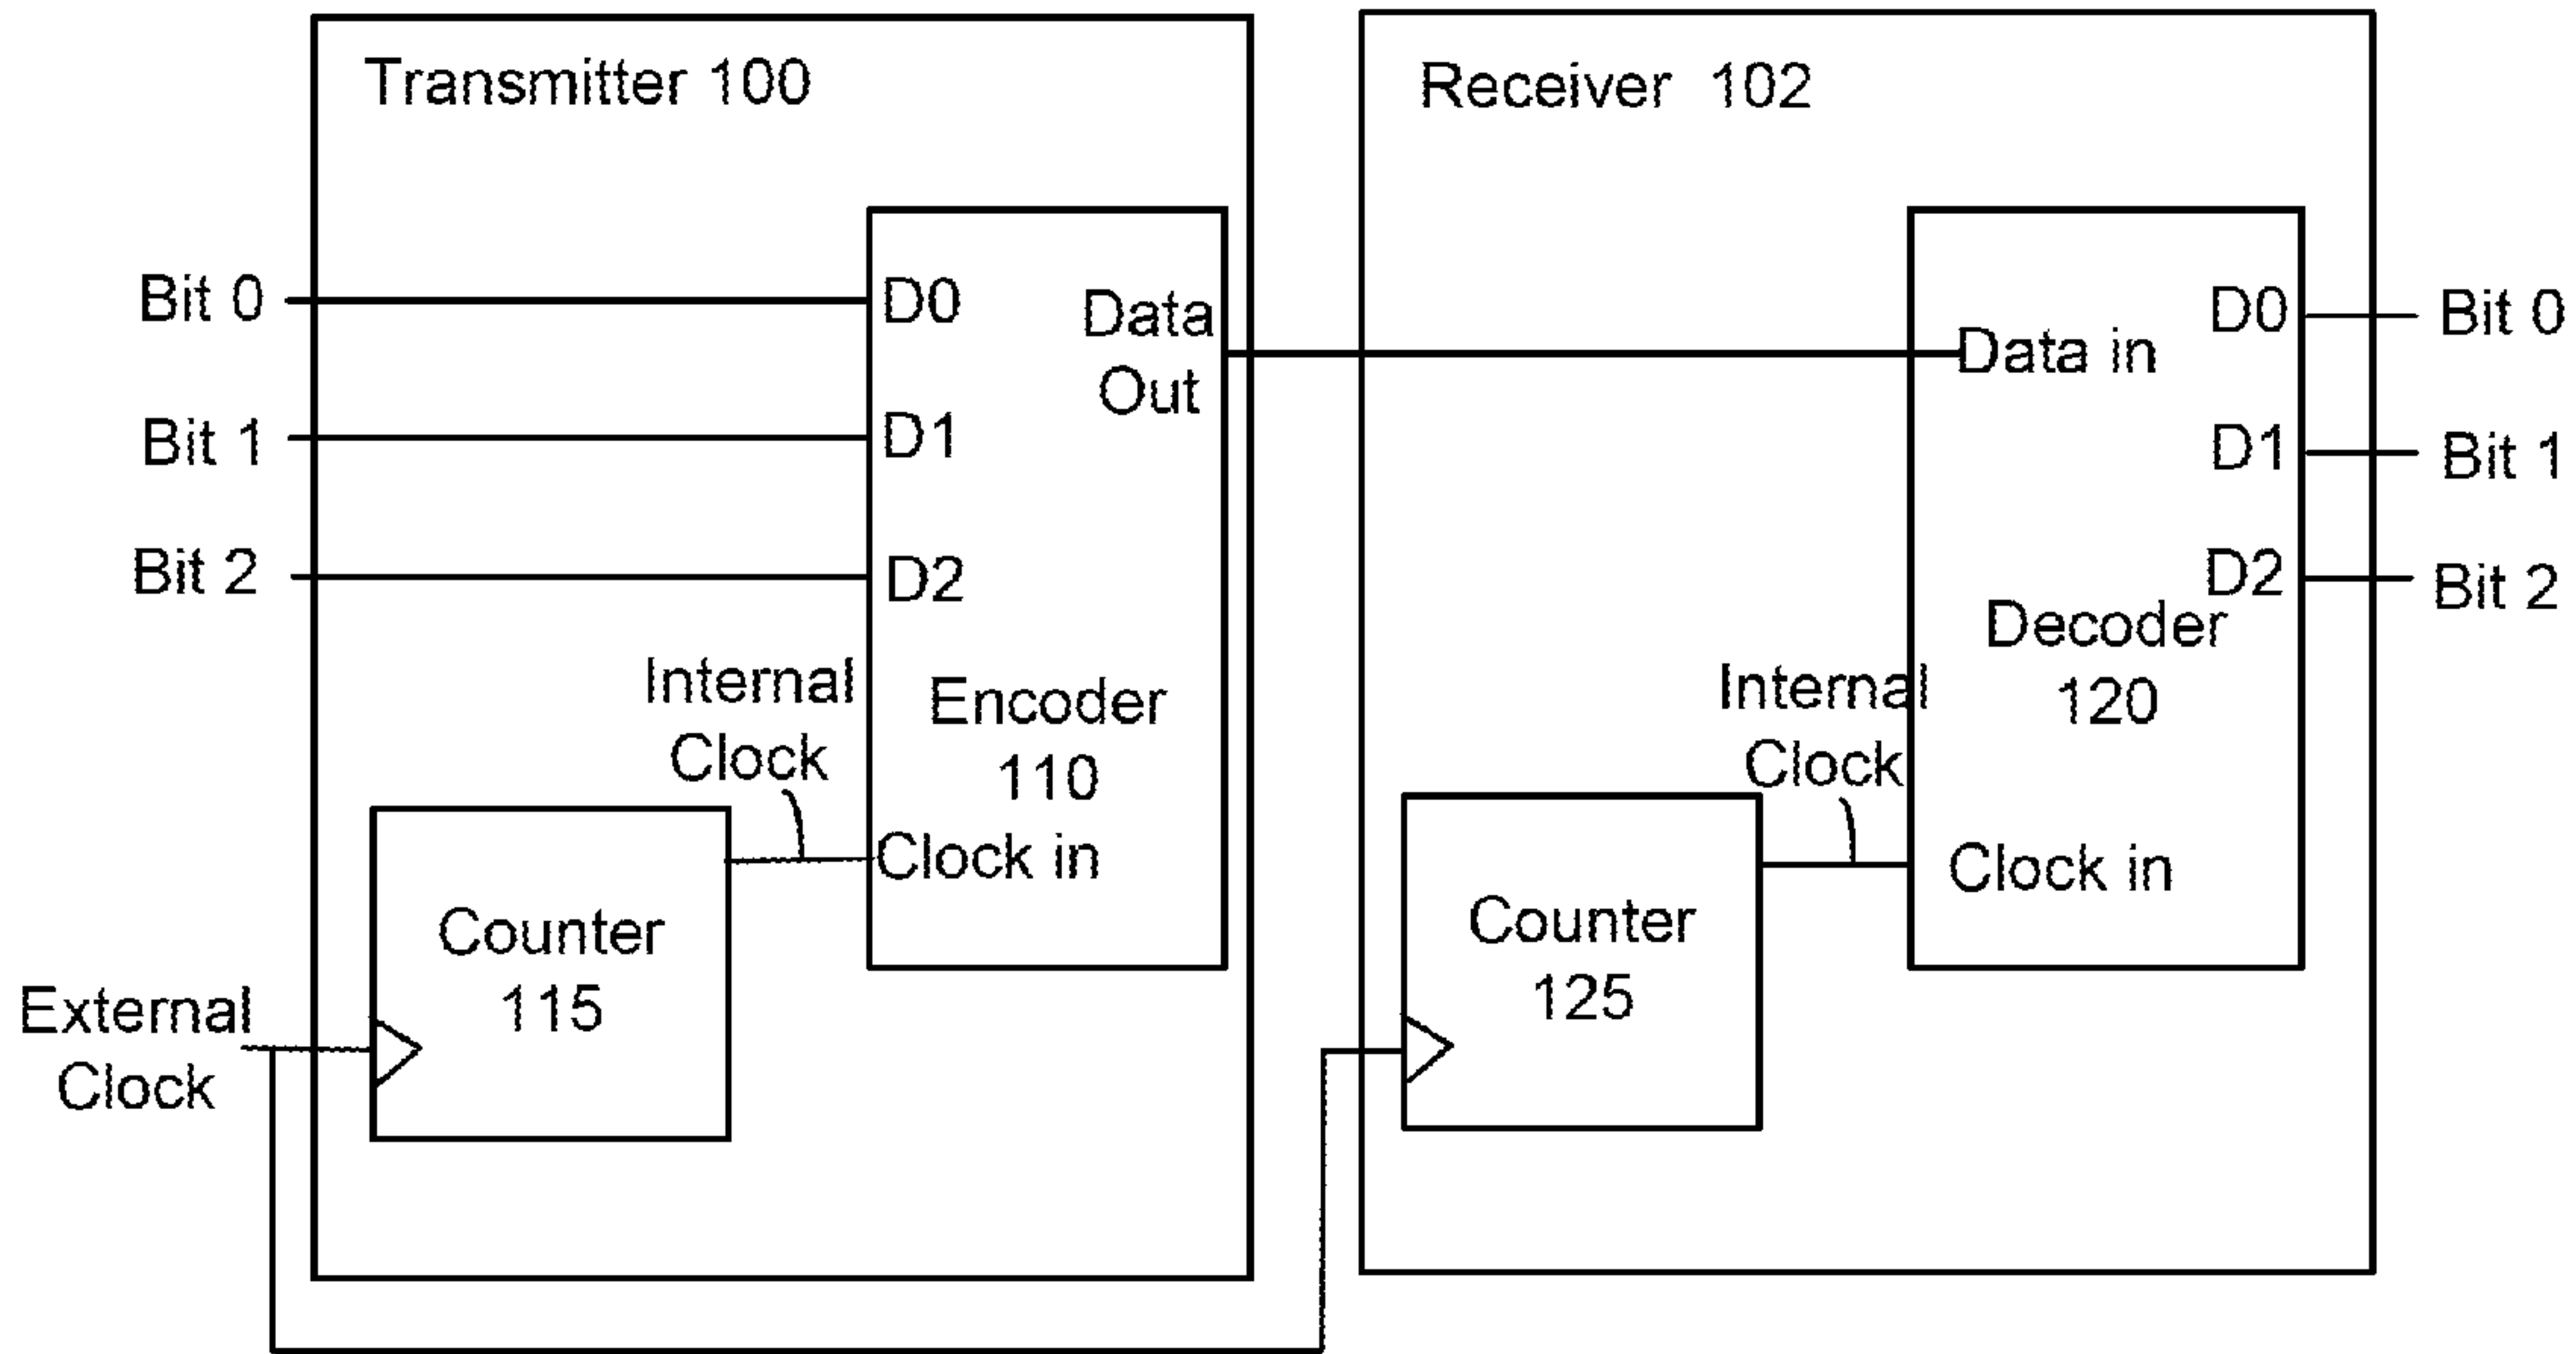 Transmitter 100
Bit 0
Bit 1
Bit 2
D0
D1
D2
Data
Out
Encoder
110
Clock in
Internal
Clock
Counter
115
External
Clock
Receiver 102
Data in
D0
D1
D2
Decoder
120
Clock in
Internal
Clock
Counter
125
Bit 0
Bit 1
Bit 2